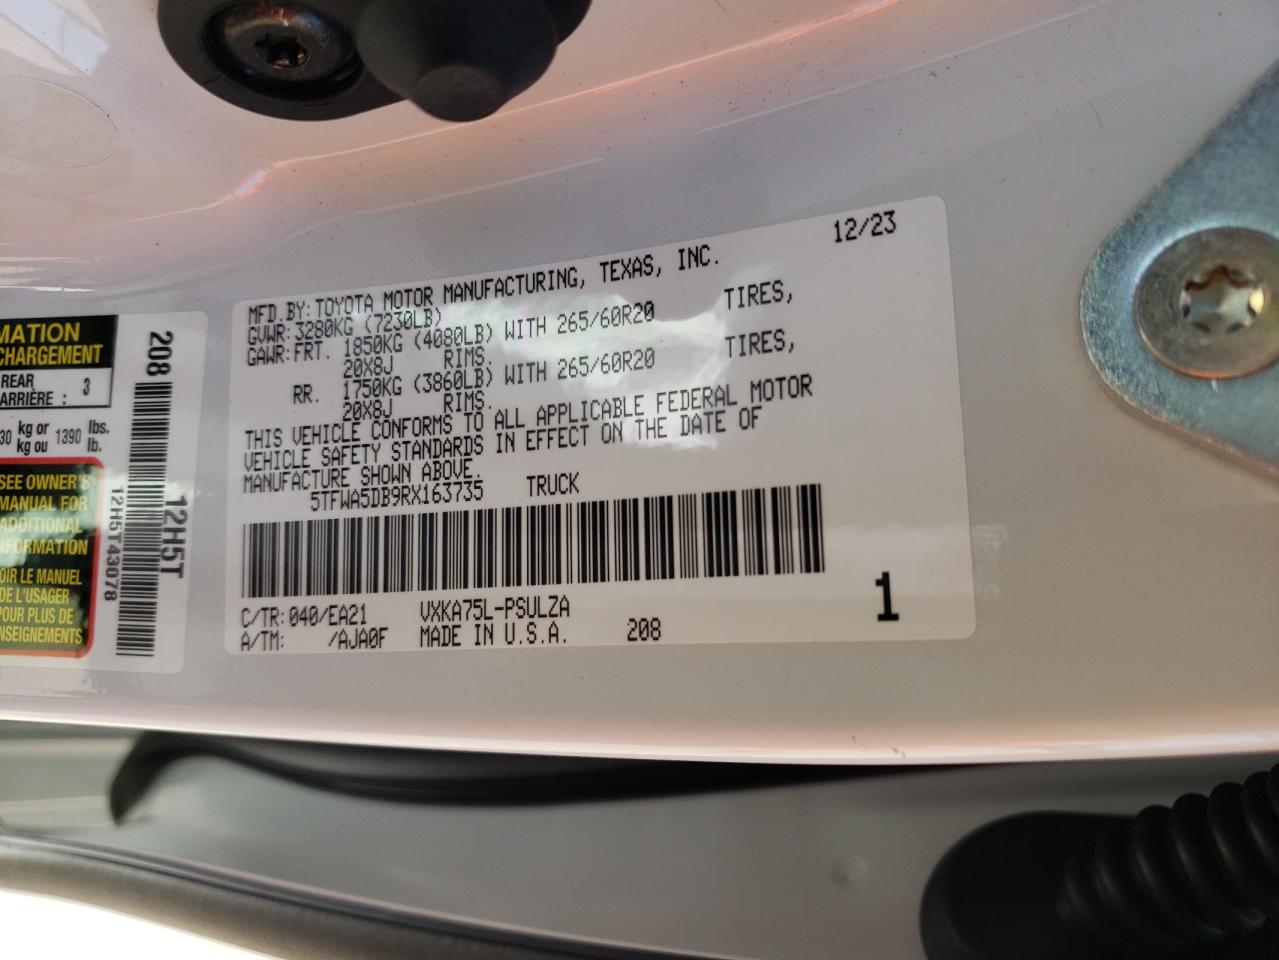 MATION
CHARGEMENT
REAR
ARRIÈRE : 3
30 kg or 1390 lbs.
kg ou lb.
SEE OWNER'S
MANUAL FOR
ADDITIONAL
INFORMATION
OIR LE MANUEL
DE L'USAGER
POUR PLUS DE
NSEIGNEMENTS
208
12H5T
12H5T43078
12/23
MFD.BY:TOYOTA MOTOR MANUFACTURING, TEXAS, INC.
GVWR:3280KG (7230LB)
GAWR:FRT. 1850KG (4080LB) WITH 265/60R20 TIRES,
20X8J RIMS.
RR. 1750KG (3860LB) WITH 265/60R20 TIRES,
20X8J RIMS.
THIS VEHICLE CONFORMS TO ALL APPLICABLE FEDERAL MOTOR
VEHICLE SAFETY STANDARDS IN EFFECT ON THE DATE OF
MANUFACTURE SHOWN ABOVE.
5TFWA5DB9RX163735 TRUCK
C/TR:040/EA21 VXKA75L-PSULZA
A/TM: /AJA0F MADE IN U.S.A. 208
1